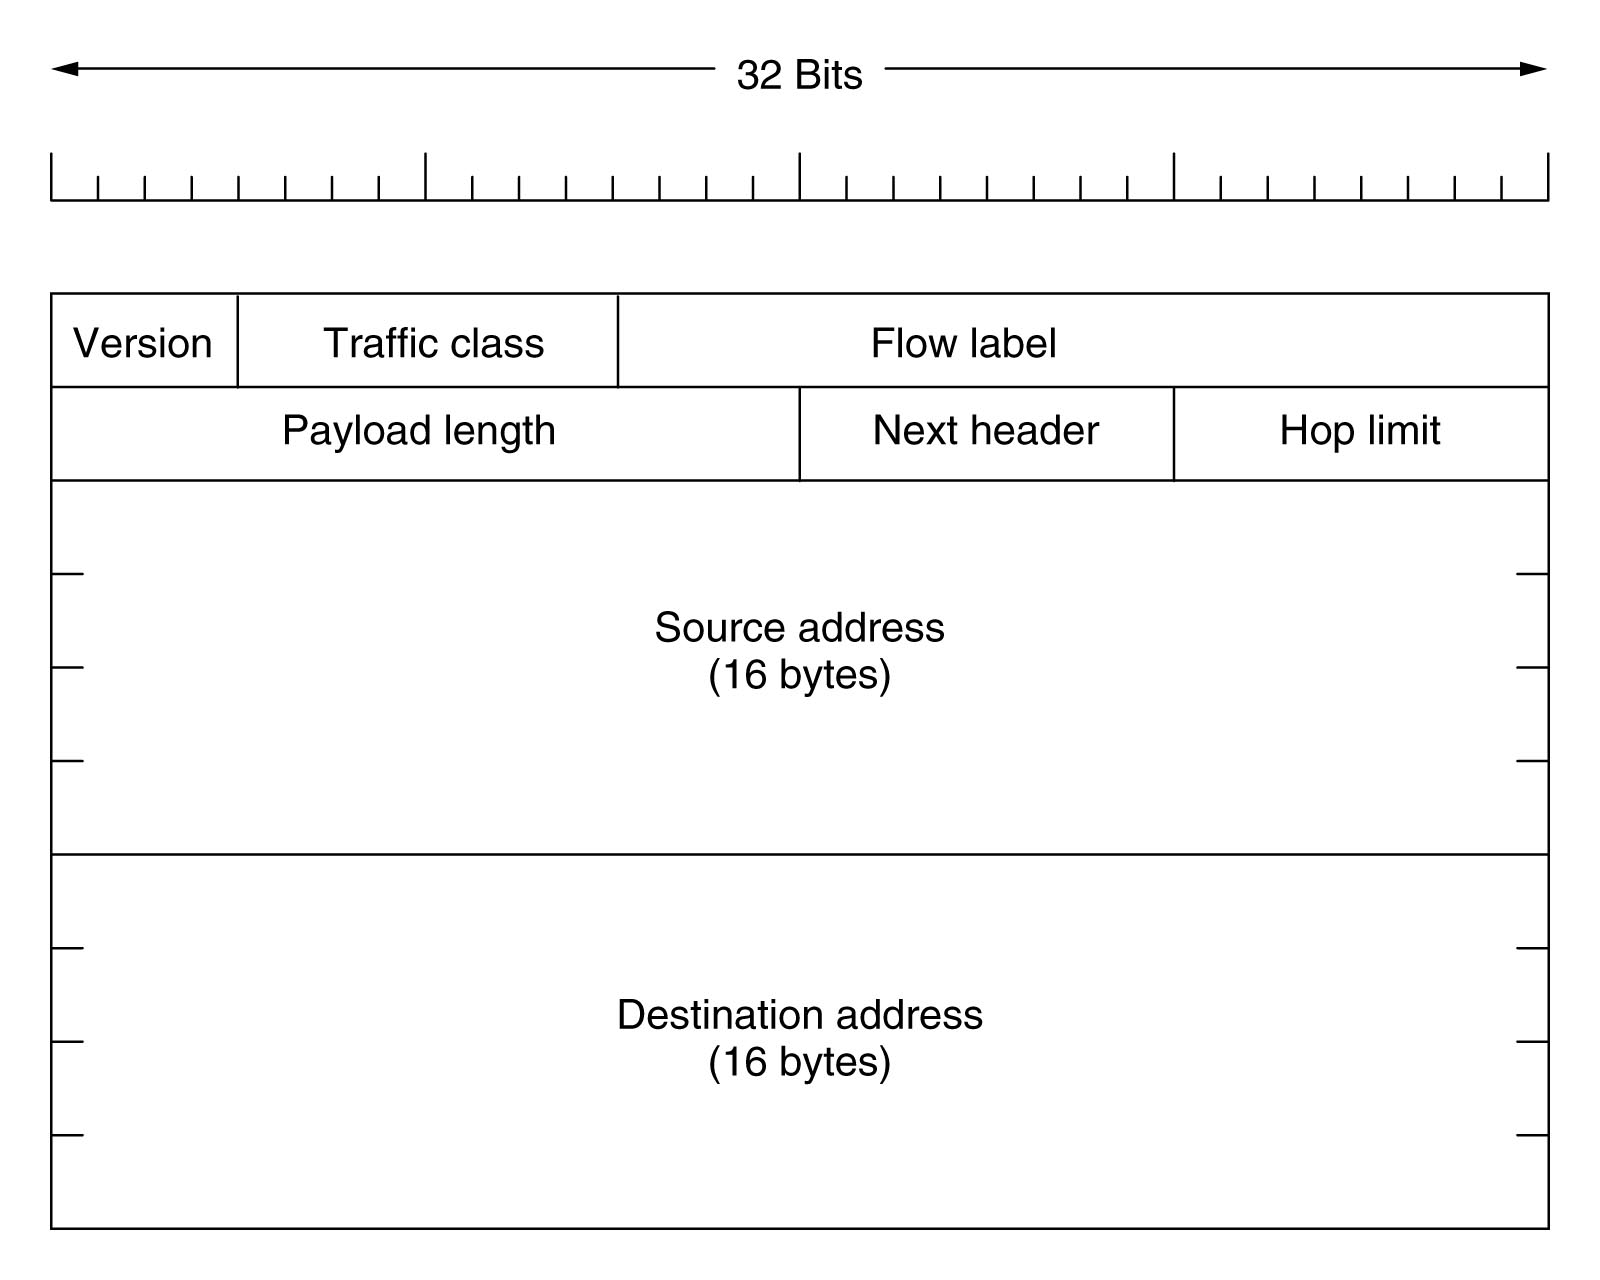 32 Bits
Version Traffic class Flow label
Payload length Next header Hop limit
Source address
(16 bytes)
Destination address
(16 bytes)